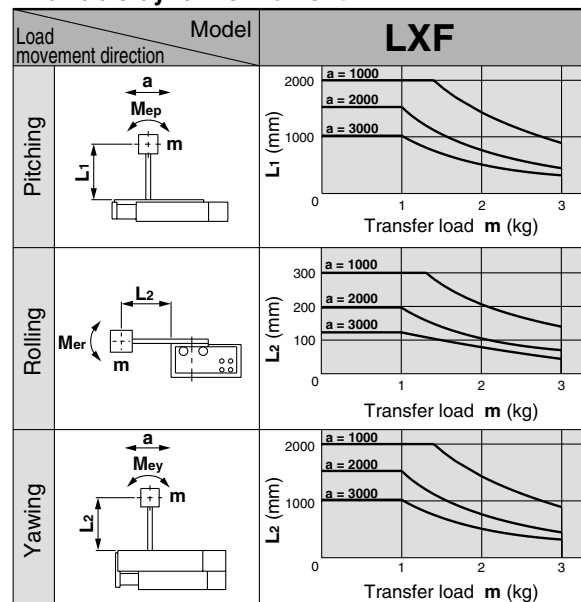 Load
movement direction
Model
LXF
Pitching
a
Mep
m
L1
L1 (mm)
2000
1000
0
a = 1000
a = 2000
a = 3000
1
2
3
Transfer load m (kg)
Rolling
L2
Mer
m
L2 (mm)
300
200
100
0
a = 1000
a = 2000
a = 3000
1
2
3
Transfer load m (kg)
Yawing
a
Mey
m
L2
L2 (mm)
2000
1000
0
a = 1000
a = 2000
a = 3000
1
2
3
Transfer load m (kg)